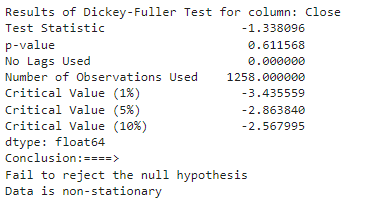 Results of Dickey-Fuller Test for column: Close
Test Statistic -1.338096
p-value 0.611568
No Lags Used 0.000000
Number of Observations Used 1258.000000
Critical Value (1%) -3.435559
Critical Value (5%) -2.863840
Critical Value (10%) -2.567995
dtype: float64
Conclusion:====>
Fail to reject the null hypothesis
Data is non-stationary